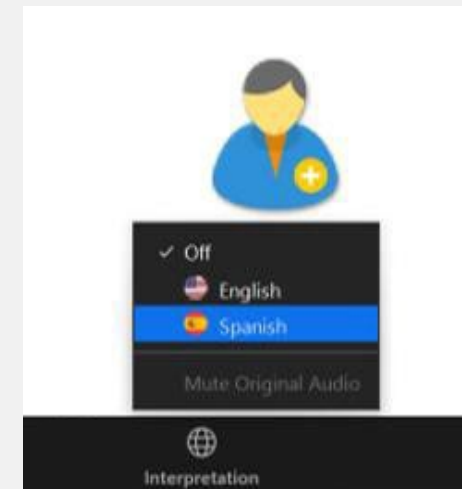 Off
English
Spanish
Mute Original Audio
Interpretation